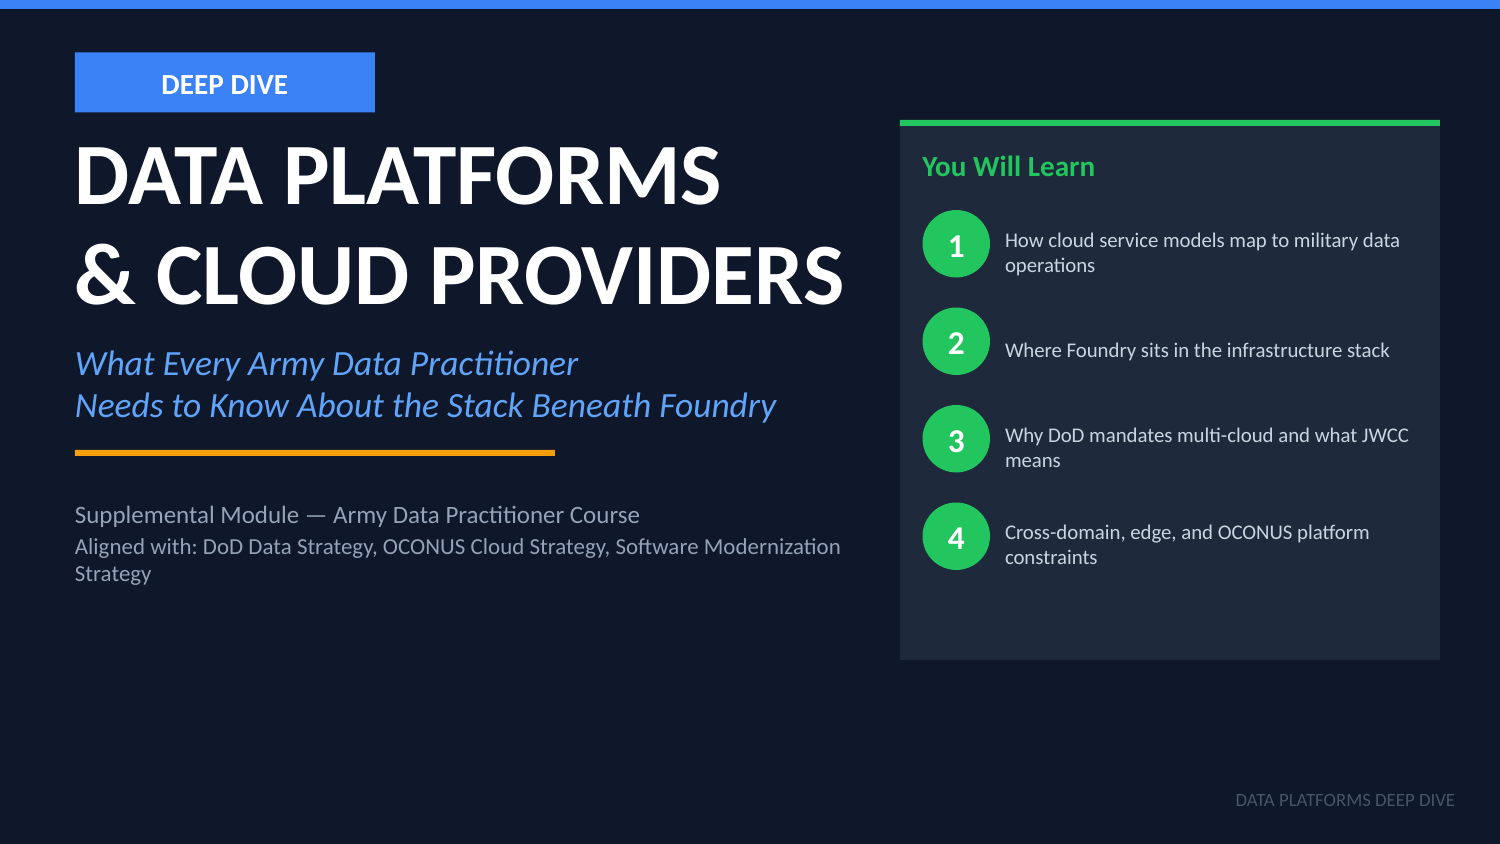 DEEP DIVE
DATA PLATFORMS
& CLOUD PROVIDERS
What Every Army Data Practitioner
Needs to Know About the Stack Beneath Foundry
Supplemental Module — Army Data Practitioner Course
Aligned with: DoD Data Strategy, OCONUS Cloud Strategy, Software Modernization
Strategy
You Will Learn
1
How cloud service models map to military data
operations
2
Where Foundry sits in the infrastructure stack
3
Why DoD mandates multi-cloud and what JWCC
means
4
Cross-domain, edge, and OCONUS platform
constraints
DATA PLATFORMS DEEP DIVE